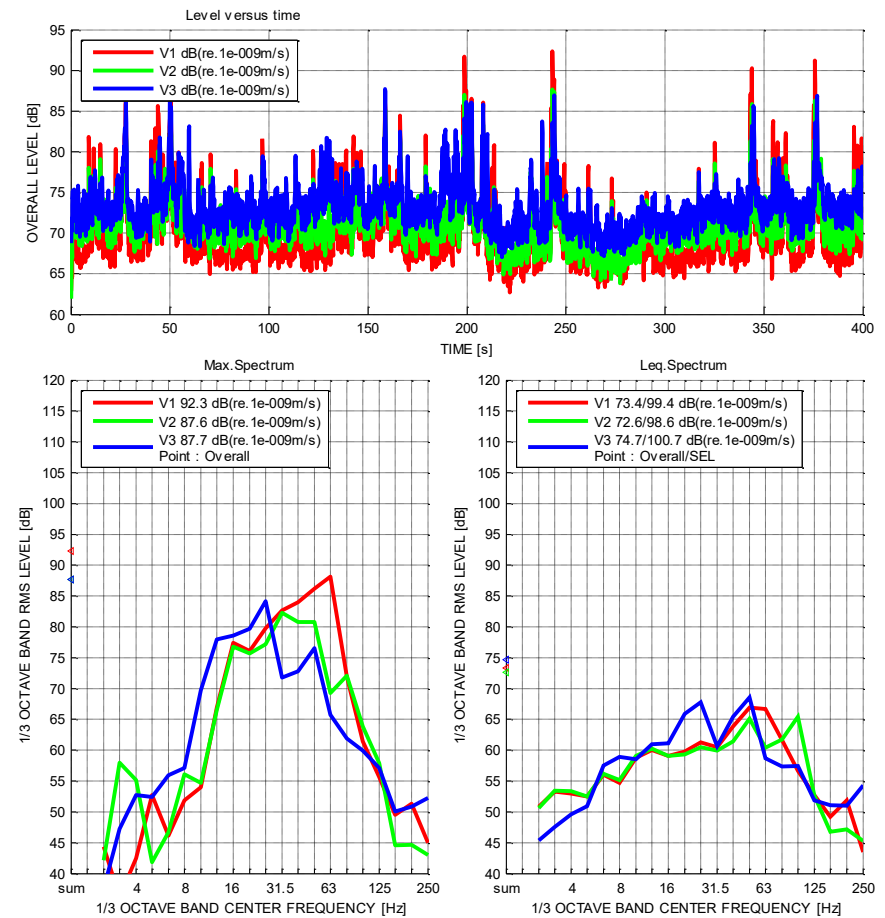 Level versus time
OVERALL LEVEL [dB]
95
90
85
80
75
70
65
60
V1 dB(re.1e-009m/s)
V2 dB(re.1e-009m/s)
V3 dB(re.1e-009m/s)
0 50 100 150 200 250 300 350 400
TIME [s]
Max.Spectrum
1/3 OCTAVE BAND RMS LEVEL [dB]
120
115
110
105
100
95
90
85
80
75
70
65
60
55
50
45
40
V1 92.3 dB(re.1e-009m/s)
V2 87.6 dB(re.1e-009m/s)
V3 87.7 dB(re.1e-009m/s)
Point : Overall
sum 4 8 16 31.5 63 125 250
1/3 OCTAVE BAND CENTER FREQUENCY [Hz]
Leq.Spectrum
1/3 OCTAVE BAND RMS LEVEL [dB]
120
115
110
105
100
95
90
85
80
75
70
65
60
55
50
45
40
V1 73.4/99.4 dB(re.1e-009m/s)
V2 72.6/98.6 dB(re.1e-009m/s)
V3 74.7/100.7 dB(re.1e-009m/s)
Point : Overall/SEL
sum 4 8 16 31.5 63 125 250
1/3 OCTAVE BAND CENTER FREQUENCY [Hz]